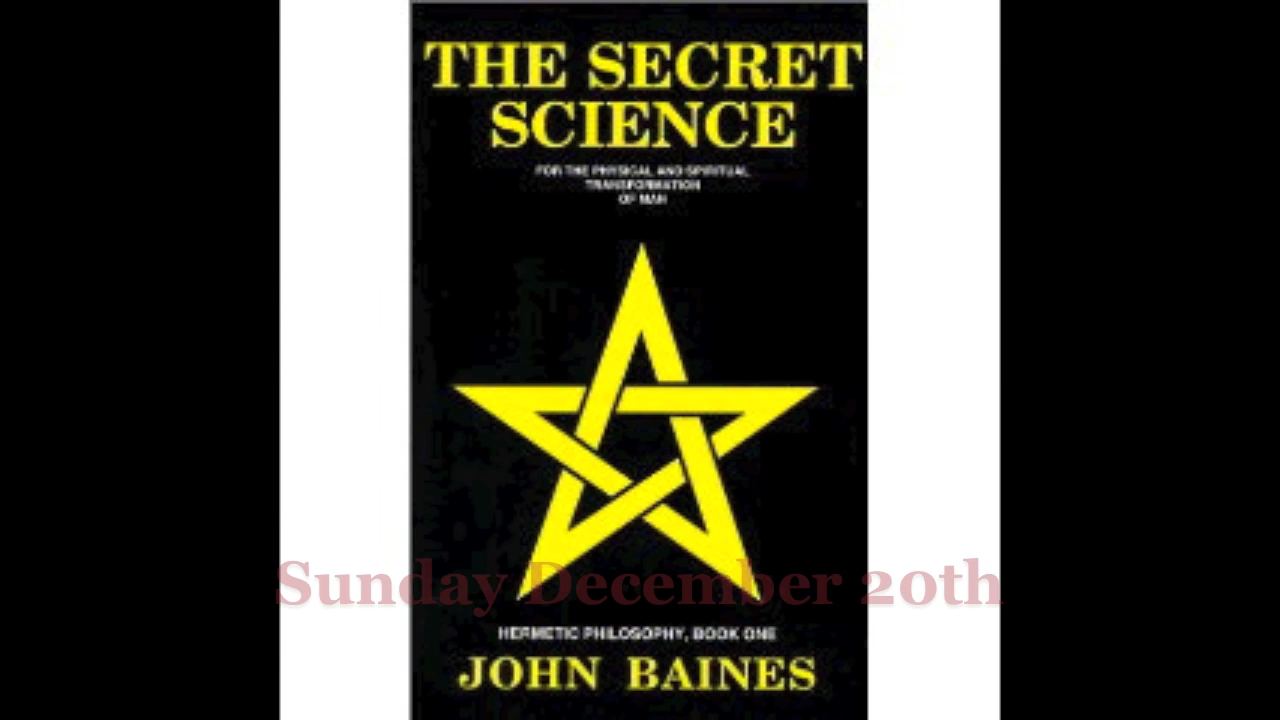 THE SECRET
SCIENCE
FOR THE PHYSICAL AND SPIRITUAL
TRANSFORMATION
OF MAN
Sunday December 20th
HERMETIC PHILOSOPHY, BOOK ONE
JOHN BAINES